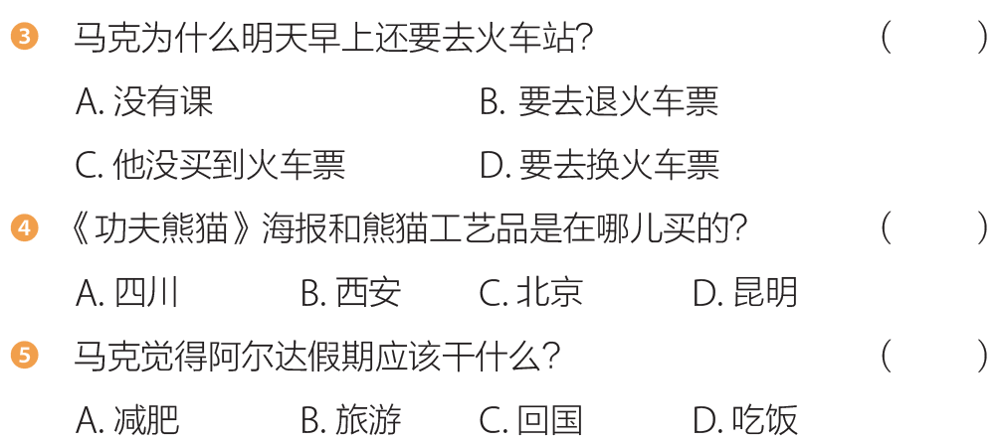 3 马克为什么明天早上还要去火车站? ( )
A. 没有课 B. 要去退火车票
C. 他没买到火车票 D. 要去换火车票
4 《功夫熊猫》海报和熊猫工艺品是在哪儿买的? ( )
A. 四川 B. 西安 C. 北京 D. 昆明
5 马克觉得阿尔达假期应该干什么? ( )
A. 减肥 B. 旅游 C. 回国 D. 吃饭